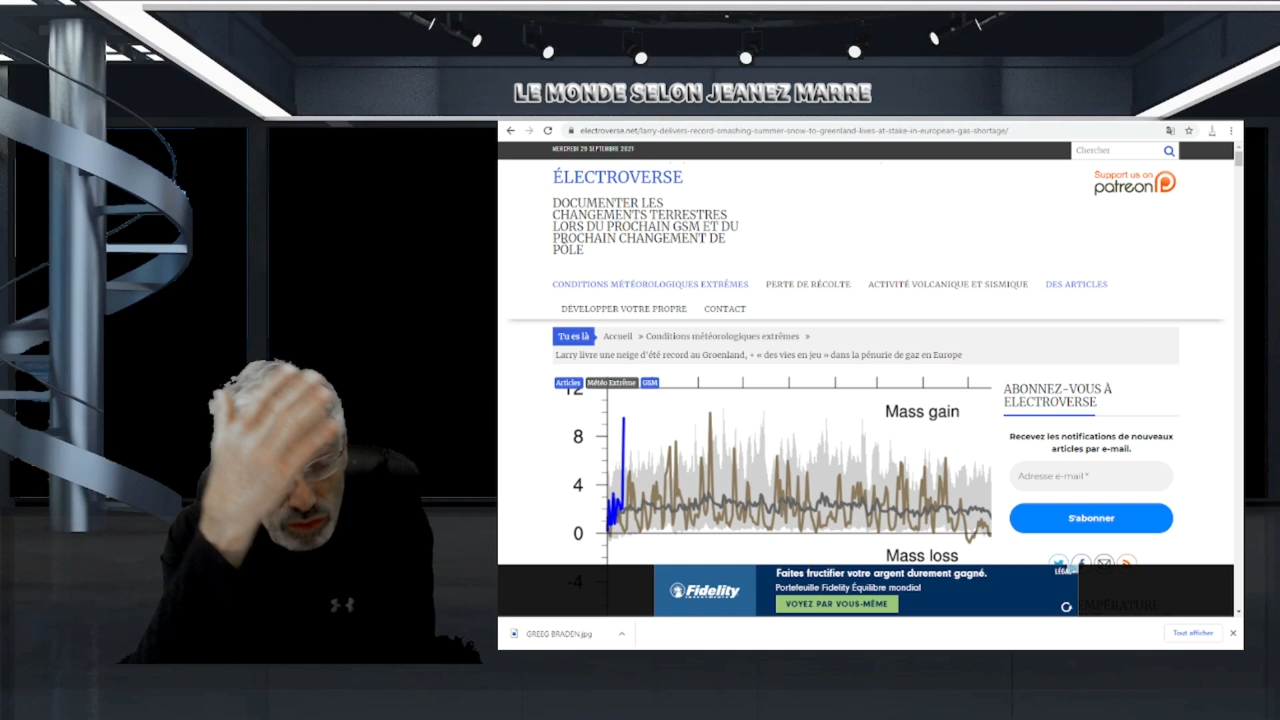 LE MONDE SELON JEANEZ MARRE
electroverse.net/larry-delivers-record-smashing-summer-snow-to-greenland-lives-at-stake-in-european-gas-shortage/
MERCREDI 29 SEPTEMBRE 2021
Chercher
ÉLECTROVERSE
Support us on
patreon
DOCUMENTER LES
CHANGEMENTS TERRESTRES
LORS DU PROCHAIN GSM ET DU
PROCHAIN CHANGEMENT DE
POLE
CONDITIONS MÉTÉOROLOGIQUES EXTRÊMES PERTE DE RÉCOLTE ACTIVITÉ VOLCANIQUE ET SISMIQUE DES ARTICLES
DÉVELOPPER VOTRE PROPRE CONTACT
Tu es là Accueil » Conditions météorologiques extrêmes »
Larry livre une neige d'été record au Groenland, + « des vies en jeu » dans la pénurie de gaz en Europe
Articles Météo Extrême GSM
12
Mass gain
8
4
0
Mass loss
-4
ABONNEZ-VOUS À
ELECTROVERSE
Recevez les notifications de nouveaux
articles par e-mail.
Adresse e-mail *
S'abonner
EMPÉRATURE
Fidelity
INVESTMENTS
Faites fructifier votre argent durement gagné.
Portefeuille Fidelity Équilibre mondial
VOYEZ PAR VOUS-MÊME
LÉGAL
GREEG BRADEN.jpg
Tout afficher